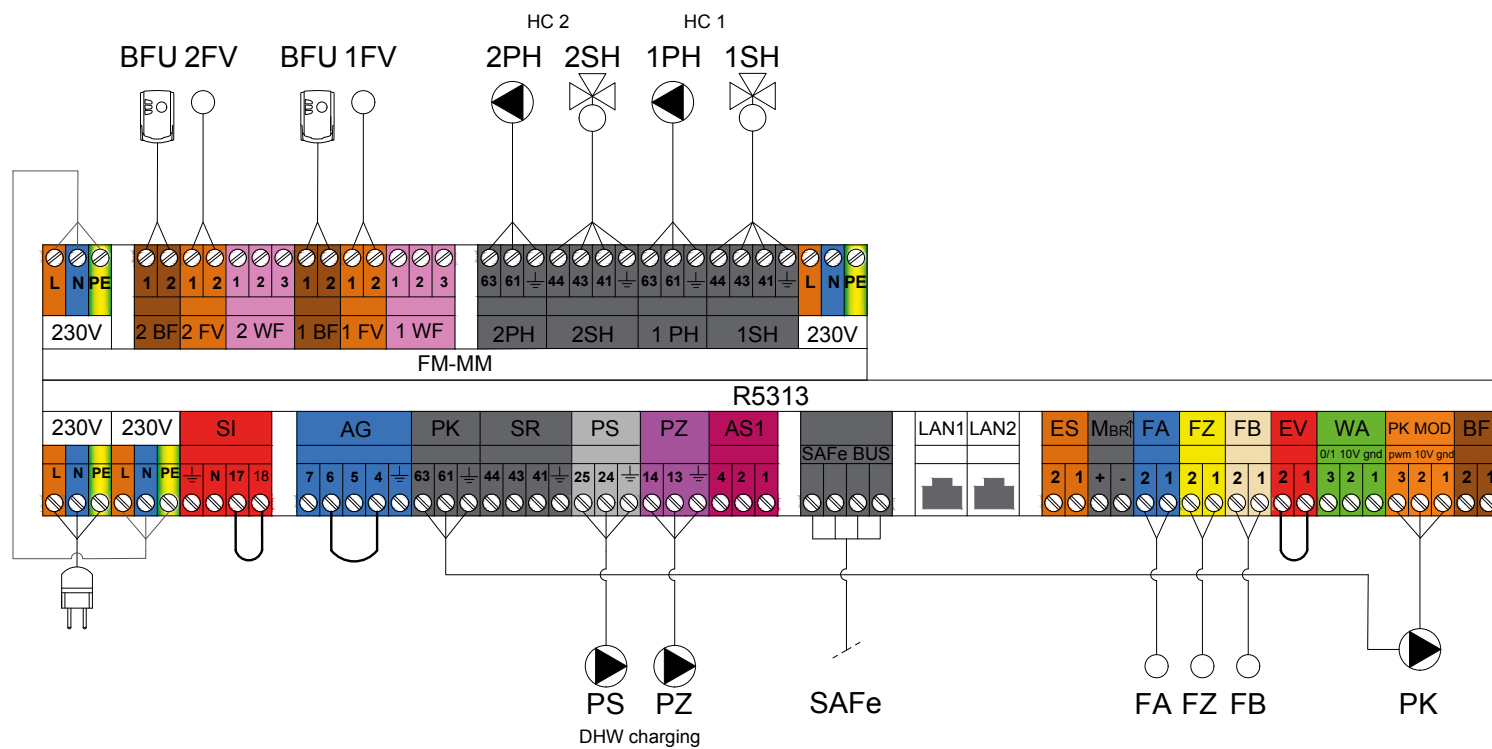 HC 2 HC 1
BFU 2FV BFU 1FV 2PH 2SH 1PH 1SH
L N PE 1 2 1 2 1 2 3 1 2 1 2 1 2 3 63 61 44 43 41 63 61 44 43 41 L N PE
230V 2 BF 2 FV 2 WF 1 BF 1 FV 1 WF 2PH 2SH 1 PH 1SH 230V
FM-MM
R5313
230V 230V SI AG PK SR PS PZ AS1 SAFe BUS LAN1 LAN2 ES MBR↑ FA FZ FB EV WA PK MOD BF
0/1 10V gnd pwm 10V gnd
L N PE L N PE N 17 18 7 6 5 4 63 61 44 43 41 25 24 14 13 4 2 1 2 1 + - 2 1 2 1 2 1 2 1 3 2 1 3 2 1 2 1
PS PZ SAFe FA FZ FB PK
DHW charging